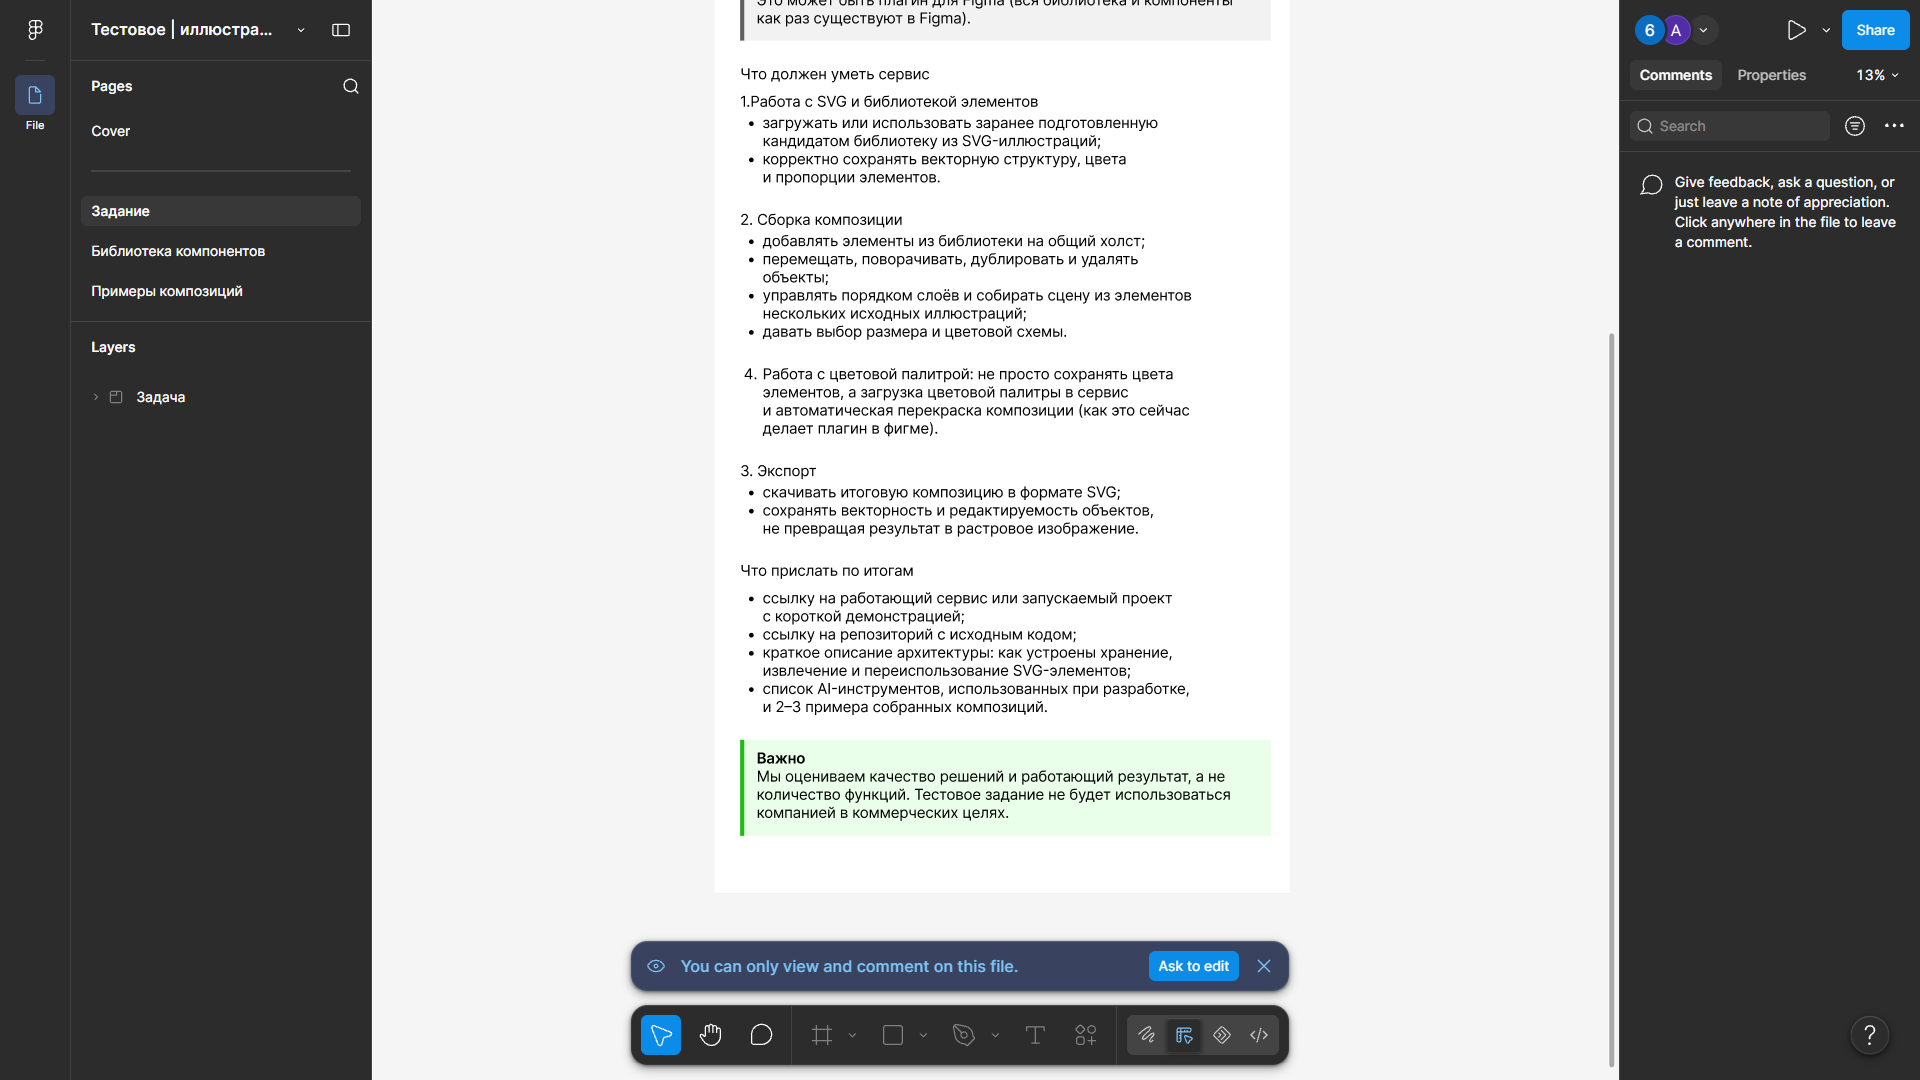 Тестовое | иллюстра...
File
Pages
Cover
Задание
Библиотека компонентов
Примеры композиций
Layers
Задача
Это может быть плагин для Figma (вся библиотека и компоненты
как раз существуют в Figma).
Что должен уметь сервис
1.Работа с SVG и библиотекой элементов
• загружать или использовать заранее подготовленную
кандидатом библиотеку из SVG-иллюстраций;
• корректно сохранять векторную структуру, цвета
и пропорции элементов.
2. Сборка композиции
• добавлять элементы из библиотеки на общий холст;
• перемещать, поворачивать, дублировать и удалять
объекты;
• управлять порядком слоёв и собирать сцену из элементов
нескольких исходных иллюстраций;
• давать выбор размера и цветовой схемы.
4. Работа с цветовой палитрой: не просто сохранять цвета
элементов, а загрузка цветовой палитры в сервис
и автоматическая перекраска композиции (как это сейчас
делает плагин в фигме).
3. Экспорт
• скачивать итоговую композицию в формате SVG;
• сохранять векторность и редактируемость объектов,
не превращая результат в растровое изображение.
Что прислать по итогам
• ссылку на работающий сервис или запускаемый проект
с короткой демонстрацией;
• ссылку на репозиторий с исходным кодом;
• краткое описание архитектуры: как устроены хранение,
извлечение и переиспользование SVG-элементов;
• список AI-инструментов, использованных при разработке,
и 2–3 примера собранных композиций.
Важно
Мы оцениваем качество решений и работающий результат, а не
количество функций. Тестовое задание не будет использоваться
компанией в коммерческих целях.
You can only view and comment on this file.
Ask to edit
6
A
Share
Comments
Properties
13%
Search
Give feedback, ask a question, or
just leave a note of appreciation.
Click anywhere in the file to leave
a comment.
?